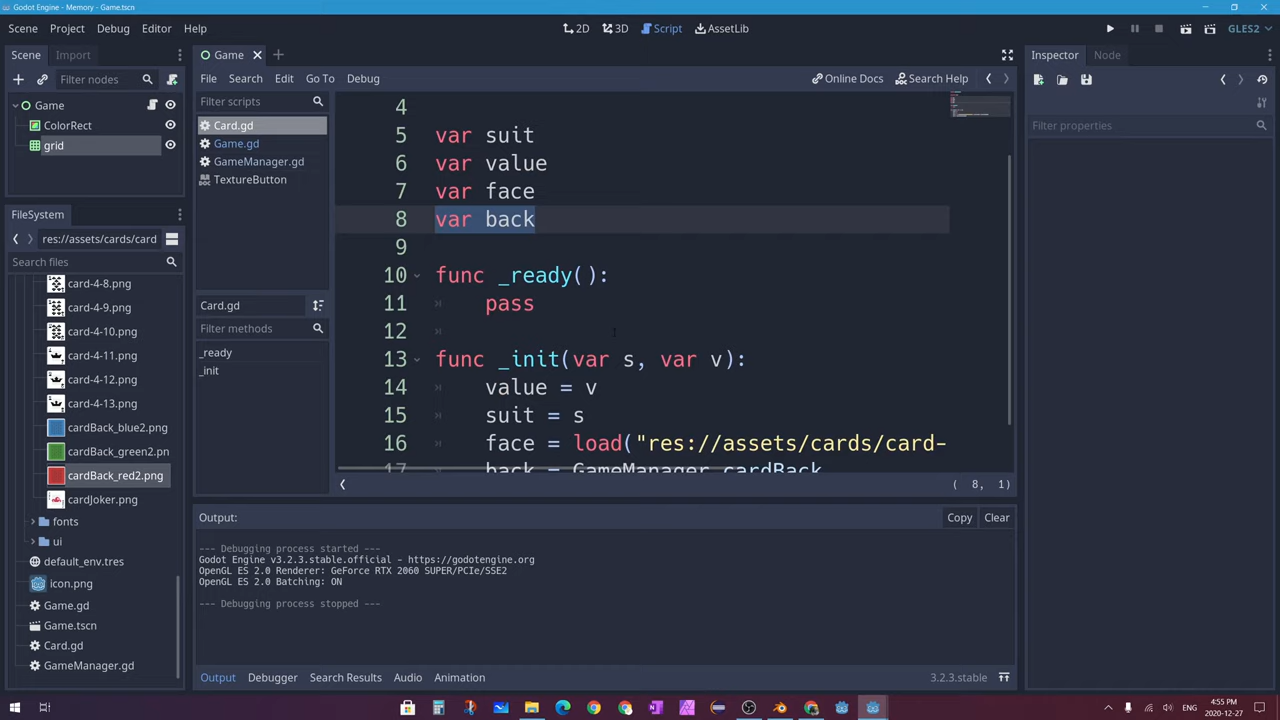 Godot Engine - Memory - Game.tscn
Scene Project Debug Editor Help
2D 3D Script AssetLib
GLES2
Scene Import
Filter nodes
Game
ColorRect
grid
FileSystem
res://assets/cards/card
Search files
card-4-8.png
card-4-9.png
card-4-10.png
card-4-11.png
card-4-12.png
card-4-13.png
cardBack_blue2.png
cardBack_green2.pn
cardBack_red2.png
cardJoker.png
fonts
ui
default_env.tres
icon.png
Game.gd
Game.tscn
Card.gd
GameManager.gd
Game
File Search Edit Go To Debug
Online Docs Search Help
Filter scripts
Card.gd
Game.gd
GameManager.gd
TextureButton
Card.gd
Filter methods
_ready
_init
4
5 var suit
6 var value
7 var face
8 var back
9
10 func _ready():
11 pass
12
13 func _init(var s, var v):
14 value = v
15 suit = s
16 face = load("res://assets/cards/card-
17 back = GameManager.cardBack
( 8, 1)
Output:
Copy Clear
--- Debugging process started ---
Godot Engine v3.2.3.stable.official - https://godotengine.org
OpenGL ES 2.0 Renderer: GeForce RTX 2060 SUPER/PCIe/SSE2
OpenGL ES 2.0 Batching: ON
--- Debugging process stopped ---
Output Debugger Search Results Audio Animation
3.2.3.stable
Inspector Node
Filter properties
ENG
4:55 PM
2020-12-27